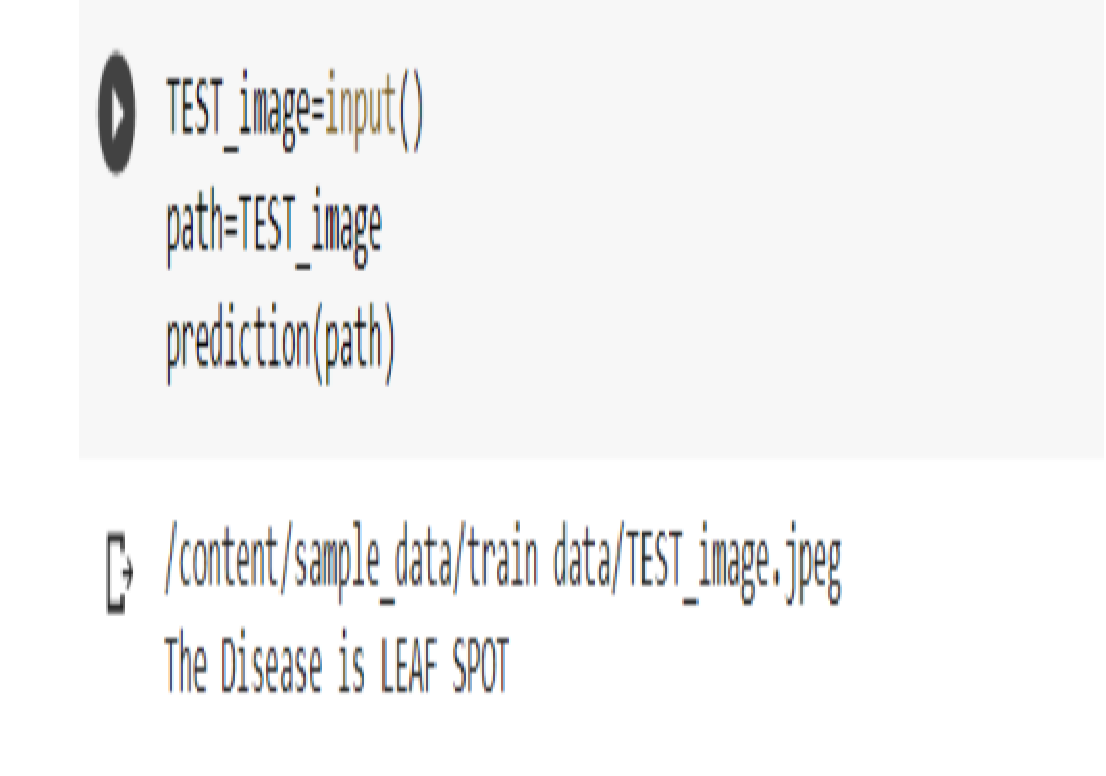 TEST_image=input()
path=TEST_image
prediction(path)
/content/sample_data/train data/TEST_image.jpeg
The Disease is LEAF SPOT